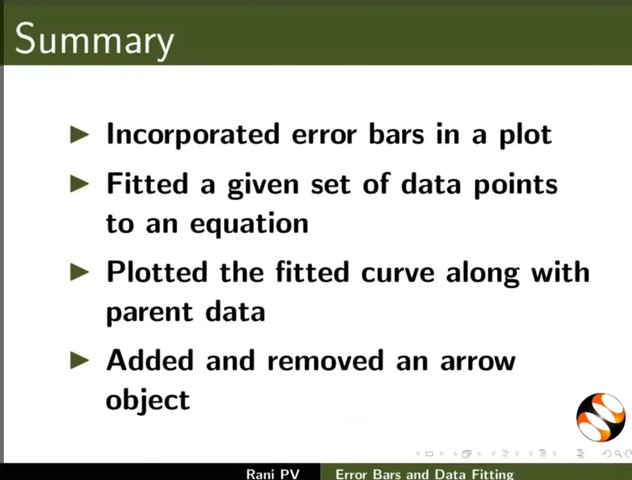 Summary
Incorporated error bars in a plot
Fitted a given set of data points
to an equation
Plotted the fitted curve along with
parent data
Added and removed an arrow
object
Rani PV Error Bars and Data Fitting